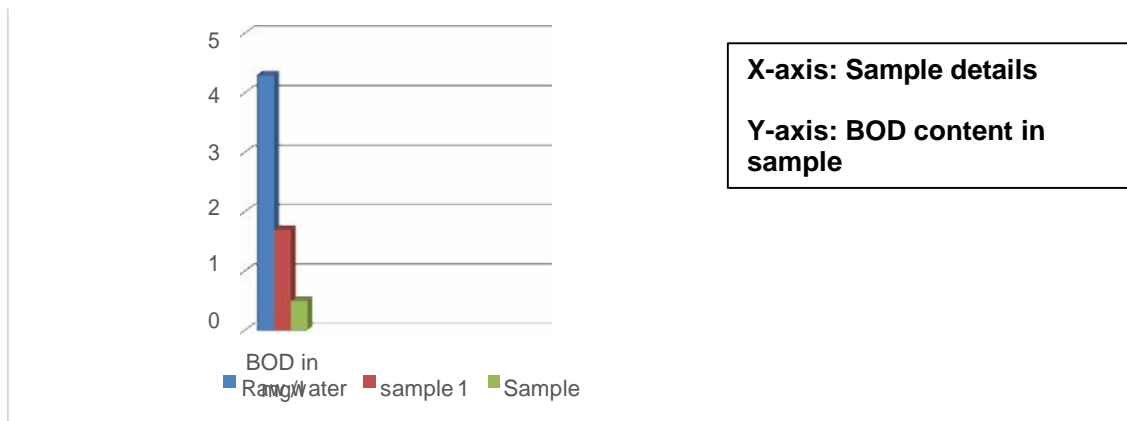 5
4
3
2
1
0
BOD in
mg/l
Raw water sample 1 Sample
X-axis: Sample details
Y-axis: BOD content in
sample